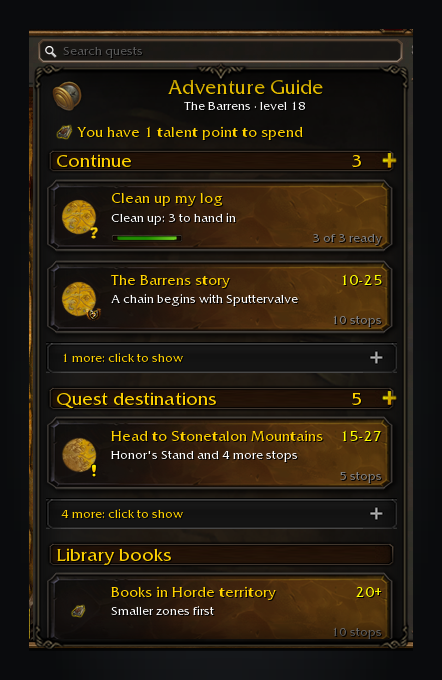 Search quests
Adventure Guide
The Barrens · level 18
You have 1 talent point to spend
Continue 3
Clean up my log
Clean up: 3 to hand in
3 of 3 ready
The Barrens story 10-25
A chain begins with Sputtervalve
10 stops
1 more: click to show
Quest destinations 5
Head to Stonetalon Mountains 15-27
Honor's Stand and 4 more stops
5 stops
4 more: click to show
Library books
Books in Horde territory 20+
Smaller zones first
10 stops